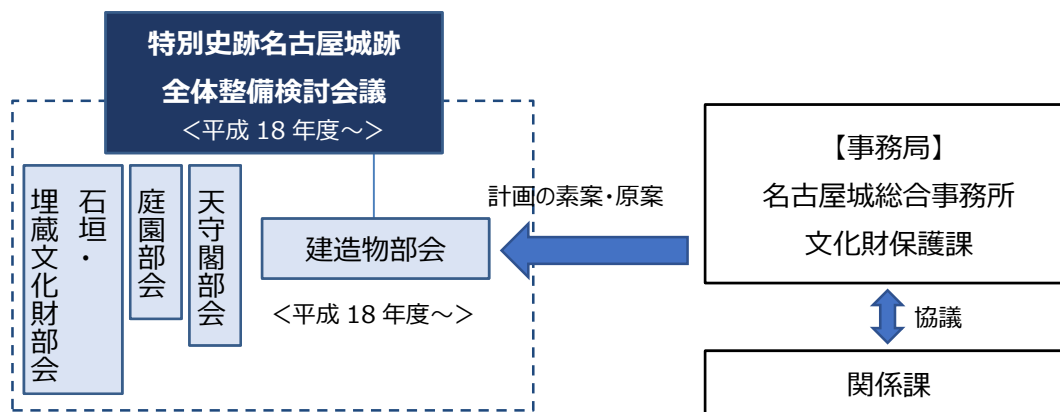 特別史跡名古屋城跡
全体整備検討会議
＜平成 18 年度～＞
石垣・
埋蔵文化財部会
庭園部会
天守閣部会
建造物部会
＜平成 18 年度～＞
計画の素案・原案
【事務局】
名古屋城総合事務所
文化財保護課
協議
関係課